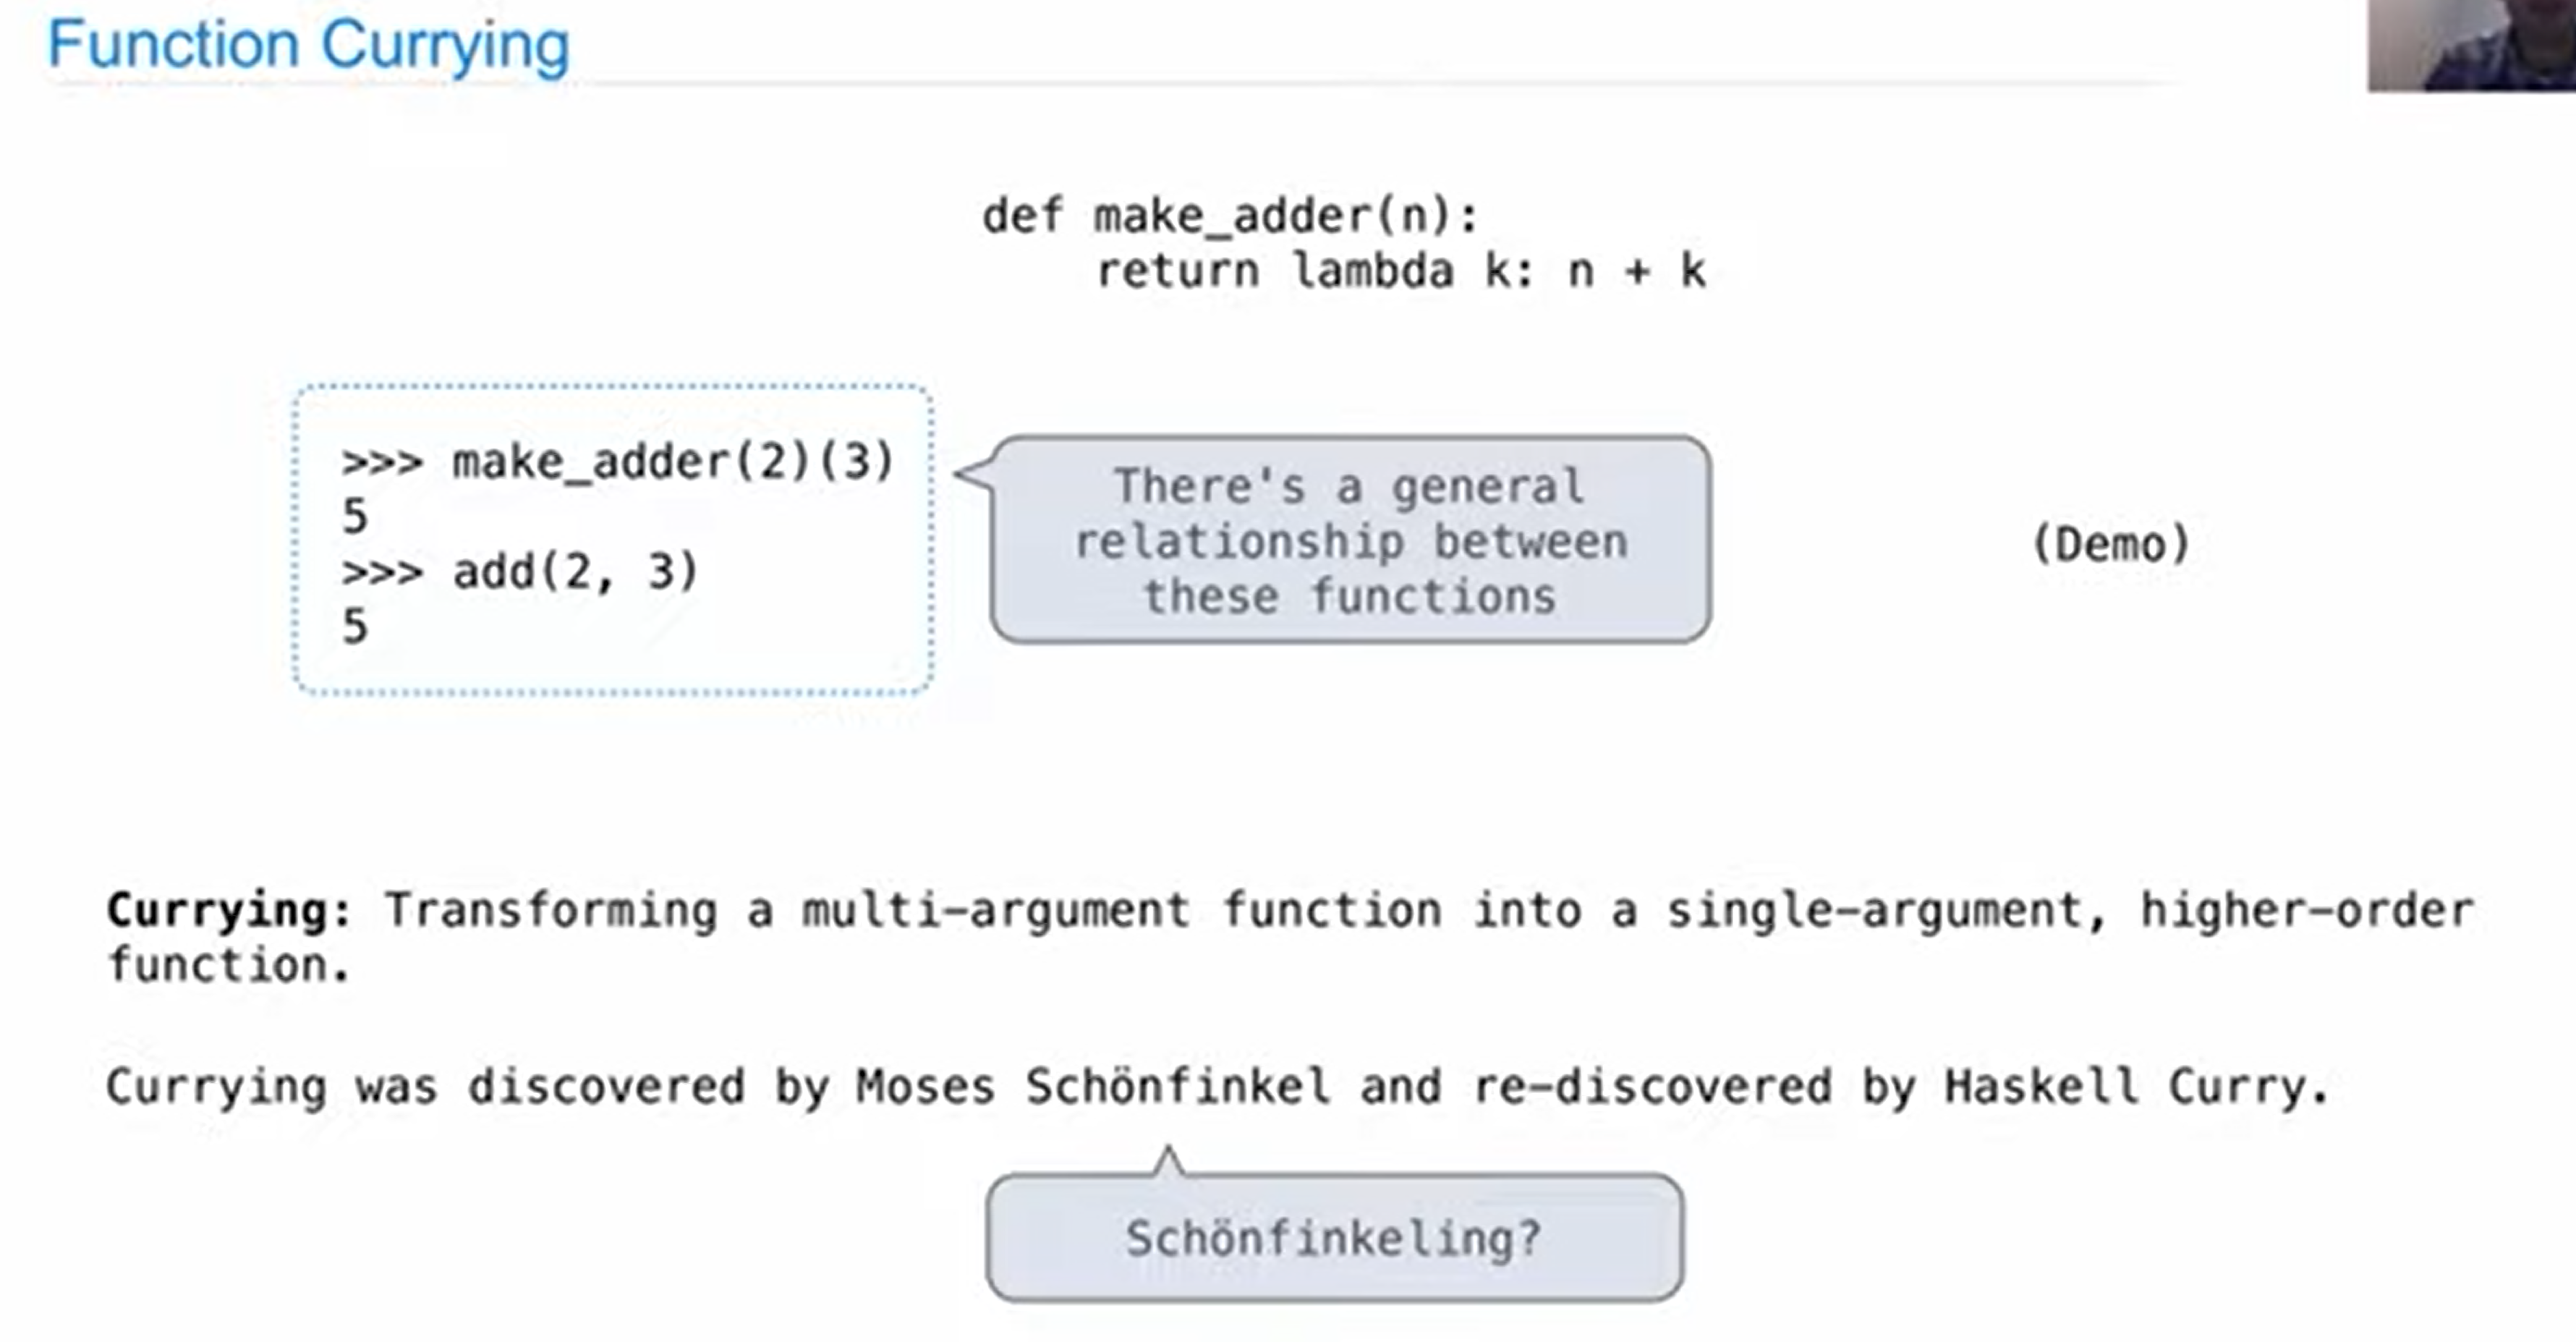 Function Currying
def make_adder(n):
    return lambda k: n + k
>>> make_adder(2)(3)
5
>>> add(2, 3)
5
There's a general
relationship between
these functions
(Demo)
Currying: Transforming a multi-argument function into a single-argument, higher-order
function.
Currying was discovered by Moses Schönfinkel and re-discovered by Haskell Curry.
Schönfinkeling?